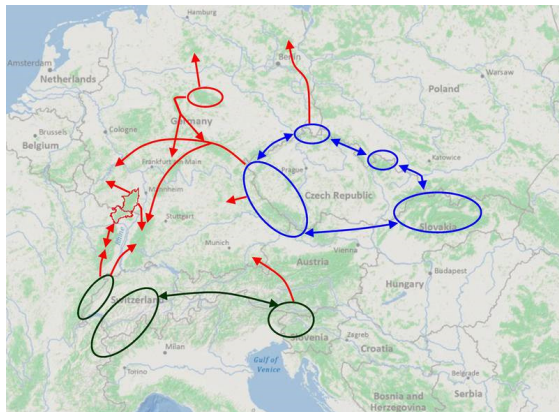 Hamburg
Amsterdam
Netherlands
Berlin
Poland
Warsaw
Germany
Brussels
Belgium
Cologne
Frankfurt am Main
Prague
Katowice
Czech Republic
Mannheim
Stuttgart
Slovakia
Munich
Vienna
Austria
Budapest
Hungary
Switzerland
Slovenia
Zagreb
Croatia
Milan
Torino
Gulf of
Venice
Belgrade
Bosnia and
Herzegovina
Serbia